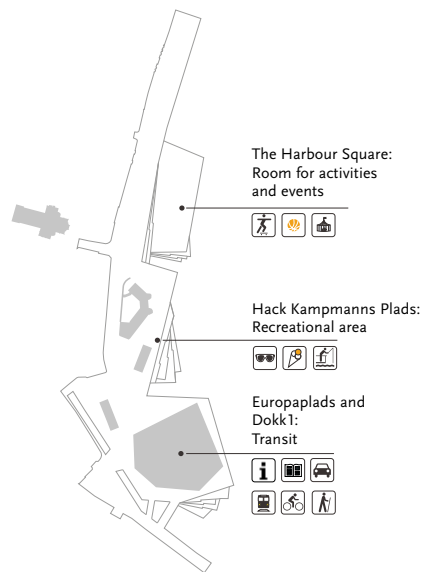 The Harbour Square:
Room for activities
and events
Hack Kampmanns Plads:
Recreational area
Europaplads and
Dokk1:
Transit
i